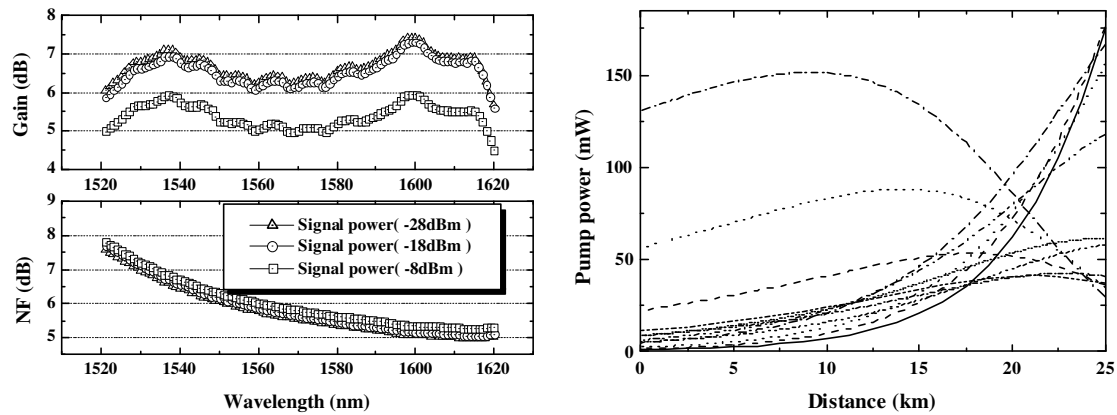 8
7
6
5
4
Gain (dB)
1520 1540 1560 1580 1600 1620
9
8
7
6
5
NF (dB)
Signal power( -28dBm )
Signal power( -18dBm )
Signal power( -8dBm )
1520 1540 1560 1580 1600 1620
Wavelength (nm)
150
100
50
0
Pump power (mW)
0 5 10 15 20 25
Distance (km)